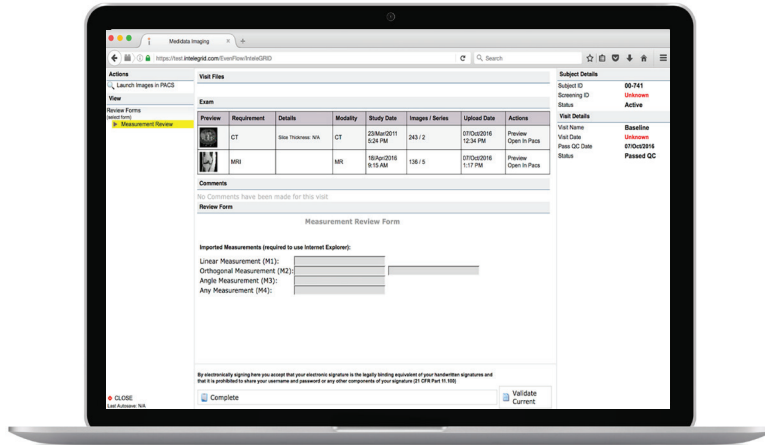 Medidata Imaging
https://test.intelegrid.com/EvenFlow/InteleGRID
Search
Actions
Launch Images in PACS
View
Review Forms
(select form)
Measurement Review
CLOSE
Last Autosave: N/A
Visit Files
Exam
Preview Requirement Details Modality Study Date Images / Series Upload Date Actions
CT Slice Thickness: N/A CT 23/Mar/2011 243 / 2 07/Oct/2016 Preview
5:24 PM 12:34 PM Open In Pacs
MRI MR 18/Apr/2016 136 / 5 07/Oct/2016 Preview
9:15 AM 1:17 PM Open In Pacs
Comments
No Comments have been made for this visit
Review Form
Measurement Review Form
Imported Measurements (required to use Internet Explorer):
Linear Measurement (M1):
Orthogonal Measurement (M2):
Angle Measurement (M3):
Any Measurement (M4):
By electronically signing here you accept that your electronic signature is the legally binding equivalent of your handwritten signatures and
that it is prohibited to share your username and password or any other components of your signature (21 CFR Part 11.100)
Complete
Validate
Current
Subject Details
Subject ID 00-741
Screening ID Unknown
Status Active
Visit Details
Visit Name Baseline
Visit Date Unknown
Pass QC Date 07/Oct/2016
Status Passed QC